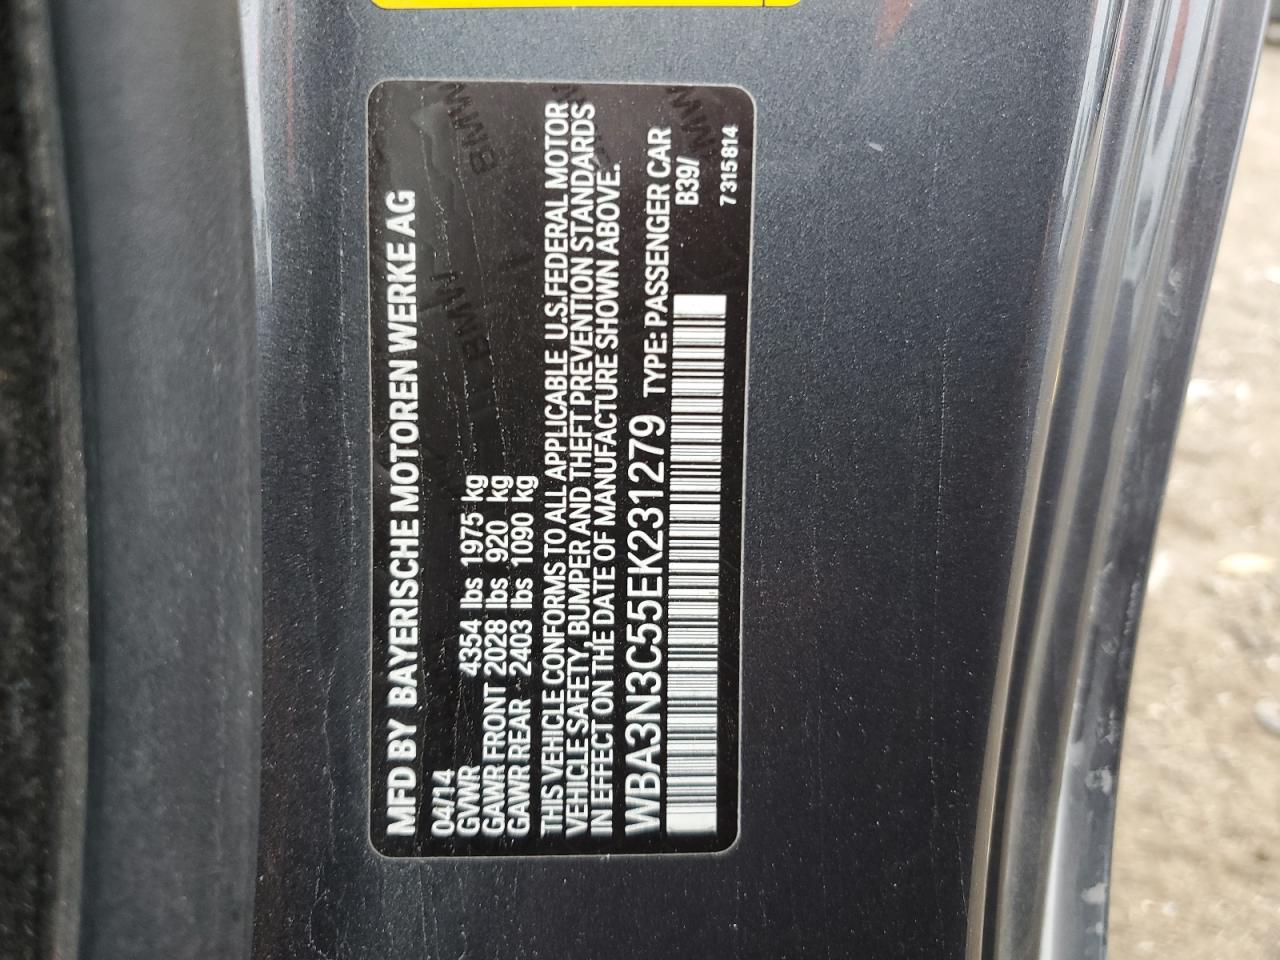 MFD BY BAYERISCHE MOTOREN WERKE AG
04/14
GVWR 4354 lbs 1975 kg
GAWR FRONT 2028 lbs 920 kg
GAWR REAR 2403 lbs 1090 kg
THIS VEHICLE CONFORMS TO ALL APPLICABLE U.S.FEDERAL MOTOR
VEHICLE SAFETY, BUMPER AND THEFT PREVENTION STANDARDS
IN EFFECT ON THE DATE OF MANUFACTURE SHOWN ABOVE.
WBA3N3C55EK231279 TYPE: PASSENGER CAR
B39/
7315814
BMW
BMW